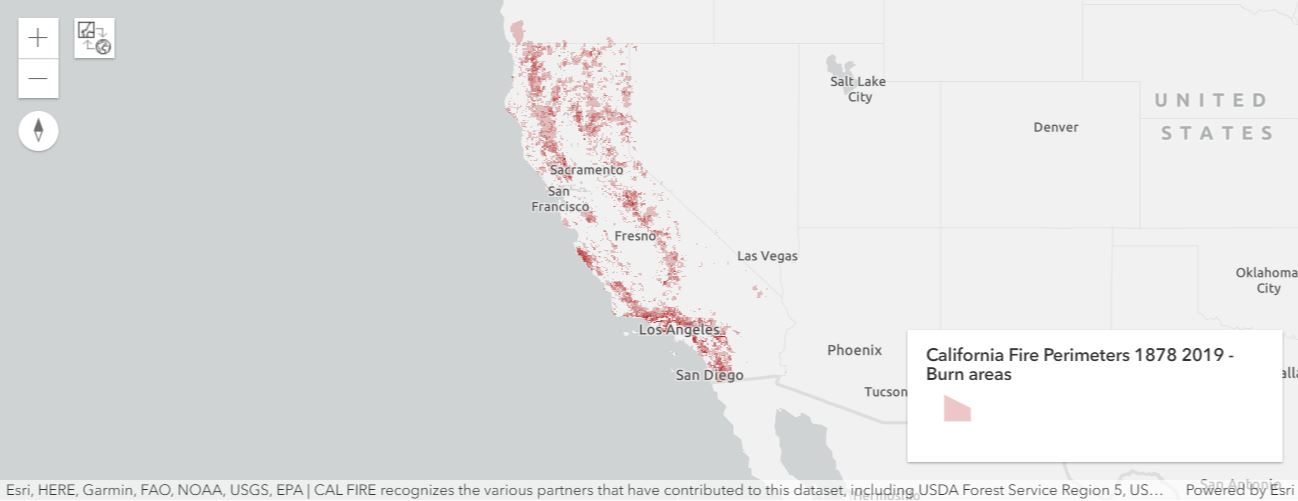 Salt Lake
City
UNITED
STATES
Denver
Sacramento
San
Francisco
Fresno
Las Vegas
Oklahoma
City
Los Angeles
Phoenix
San Diego
Tucson
California Fire Perimeters 1878 2019 -
Burn areas
San Antonio
Esri, HERE, Garmin, FAO, NOAA, USGS, EPA | CAL FIRE recognizes the various partners that have contributed to this dataset, including USDA Forest Service Region 5, US...
Powered by Esri